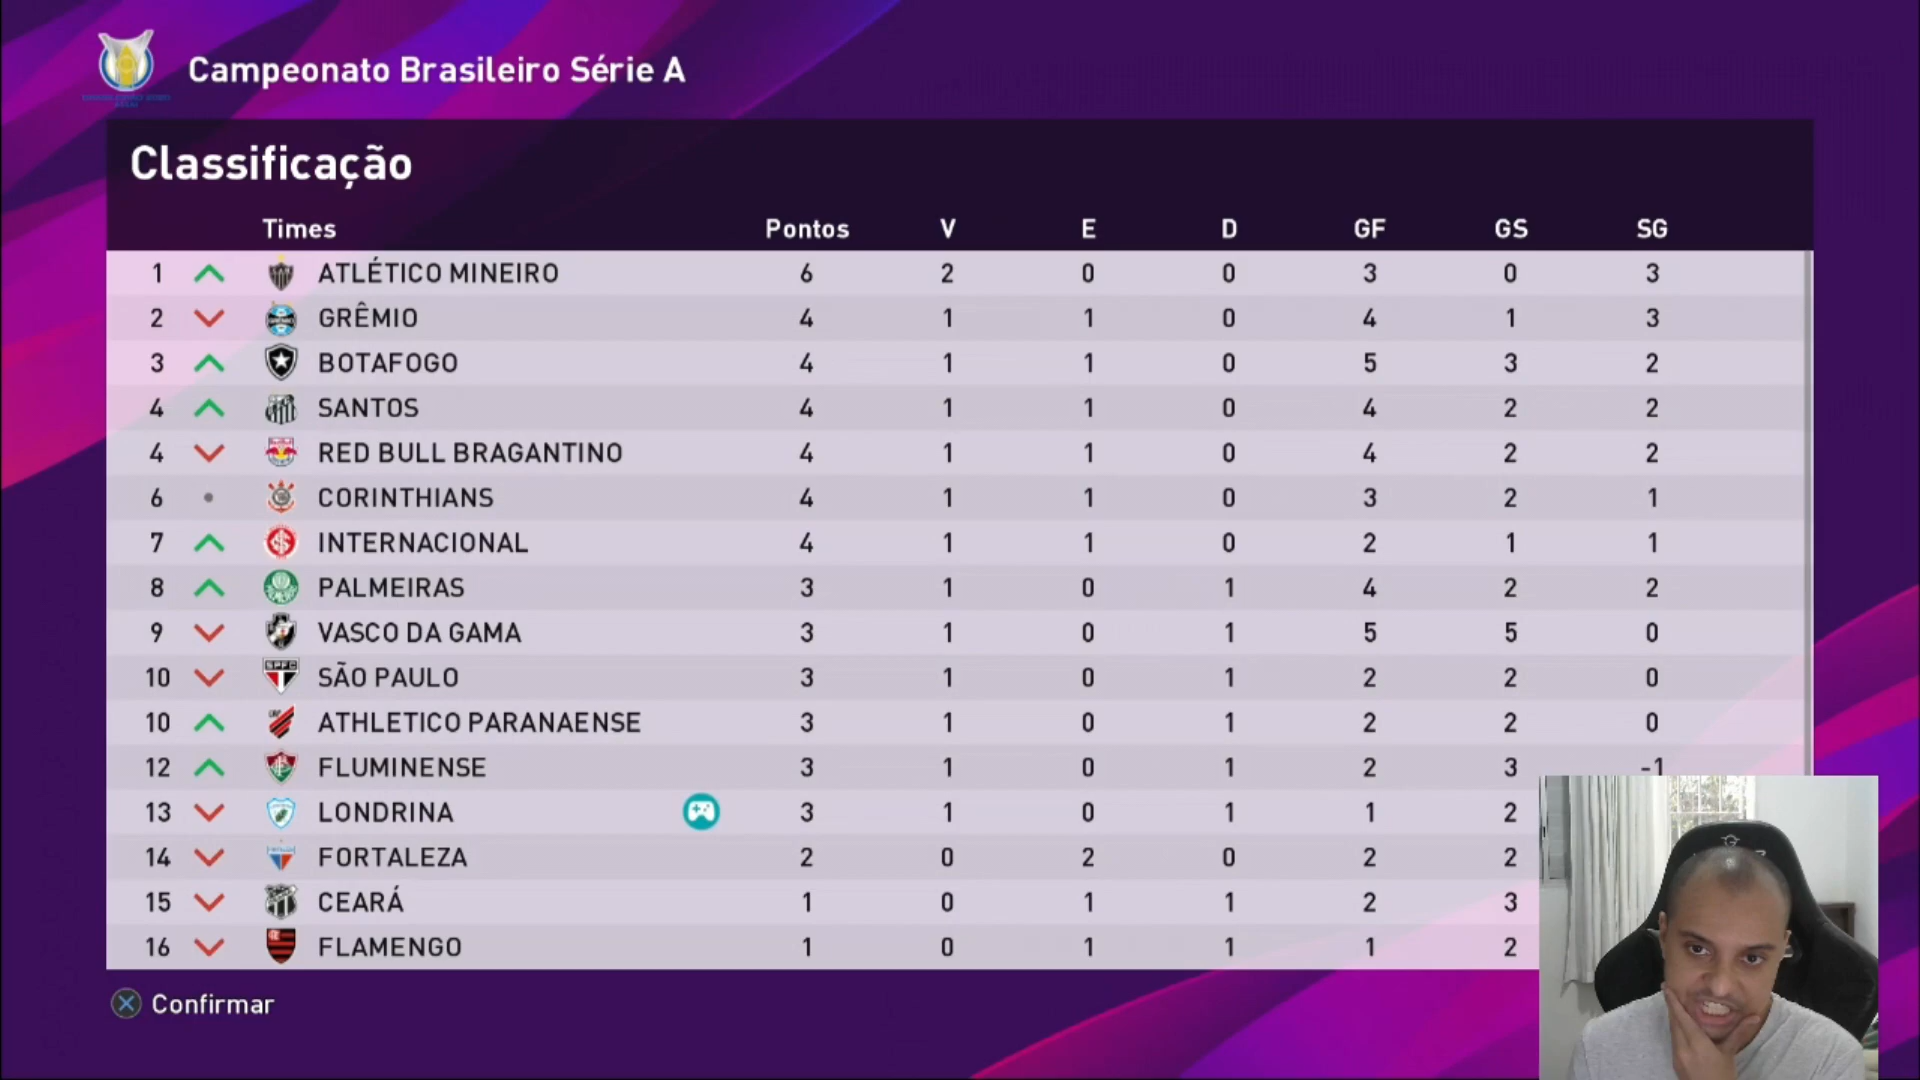 Campeonato Brasileiro Série A
Classificação
Times Pontos V E D GF GS SG
1 ATLÉTICO MINEIRO 6 2 0 0 3 0 3
2 GRÊMIO 4 1 1 0 4 1 3
3 BOTAFOGO 4 1 1 0 5 3 2
4 SANTOS 4 1 1 0 4 2 2
4 RED BULL BRAGANTINO 4 1 1 0 4 2 2
6 CORINTHIANS 4 1 1 0 3 2 1
7 INTERNACIONAL 4 1 1 0 2 1 1
8 PALMEIRAS 3 1 0 1 4 2 2
9 VASCO DA GAMA 3 1 0 1 5 5 0
10 SÃO PAULO 3 1 0 1 2 2 0
10 ATHLETICO PARANAENSE 3 1 0 1 2 2 0
12 FLUMINENSE 3 1 0 1 2 3 -1
13 LONDRINA 3 1 0 1 1 2
14 FORTALEZA 2 0 2 0 2 2
15 CEARÁ 1 0 1 1 2 3
16 FLAMENGO 1 0 1 1 1 2
Confirmar